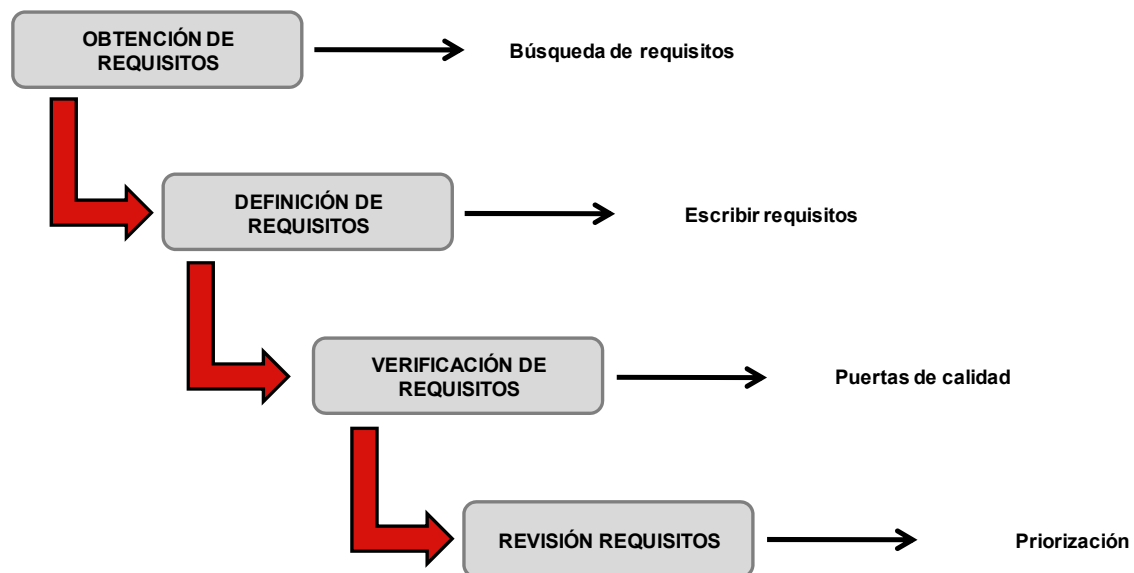 OBTENCIÓN DE
REQUISITOS
Búsqueda de requisitos
DEFINICIÓN DE
REQUISITOS
Escribir requisitos
VERIFICACIÓN DE
REQUISITOS
Puertas de calidad
REVISIÓN REQUISITOS
Priorización